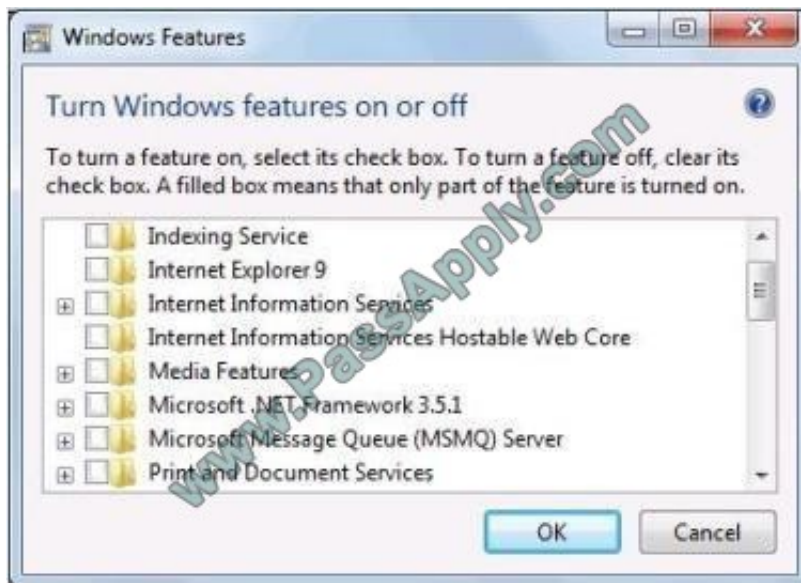 Windows Features
Turn Windows features on or off
To turn a feature on, select its check box. To turn a feature off, clear its
check box. A filled box means that only part of the feature is turned on.
Indexing Service
Internet Explorer 9
Internet Information Services
Internet Information Services Hostable Web Core
Media Features
Microsoft .NET Framework 3.5.1
Microsoft Message Queue (MSMQ) Server
Print and Document Services
OK Cancel
www.PassApply.com